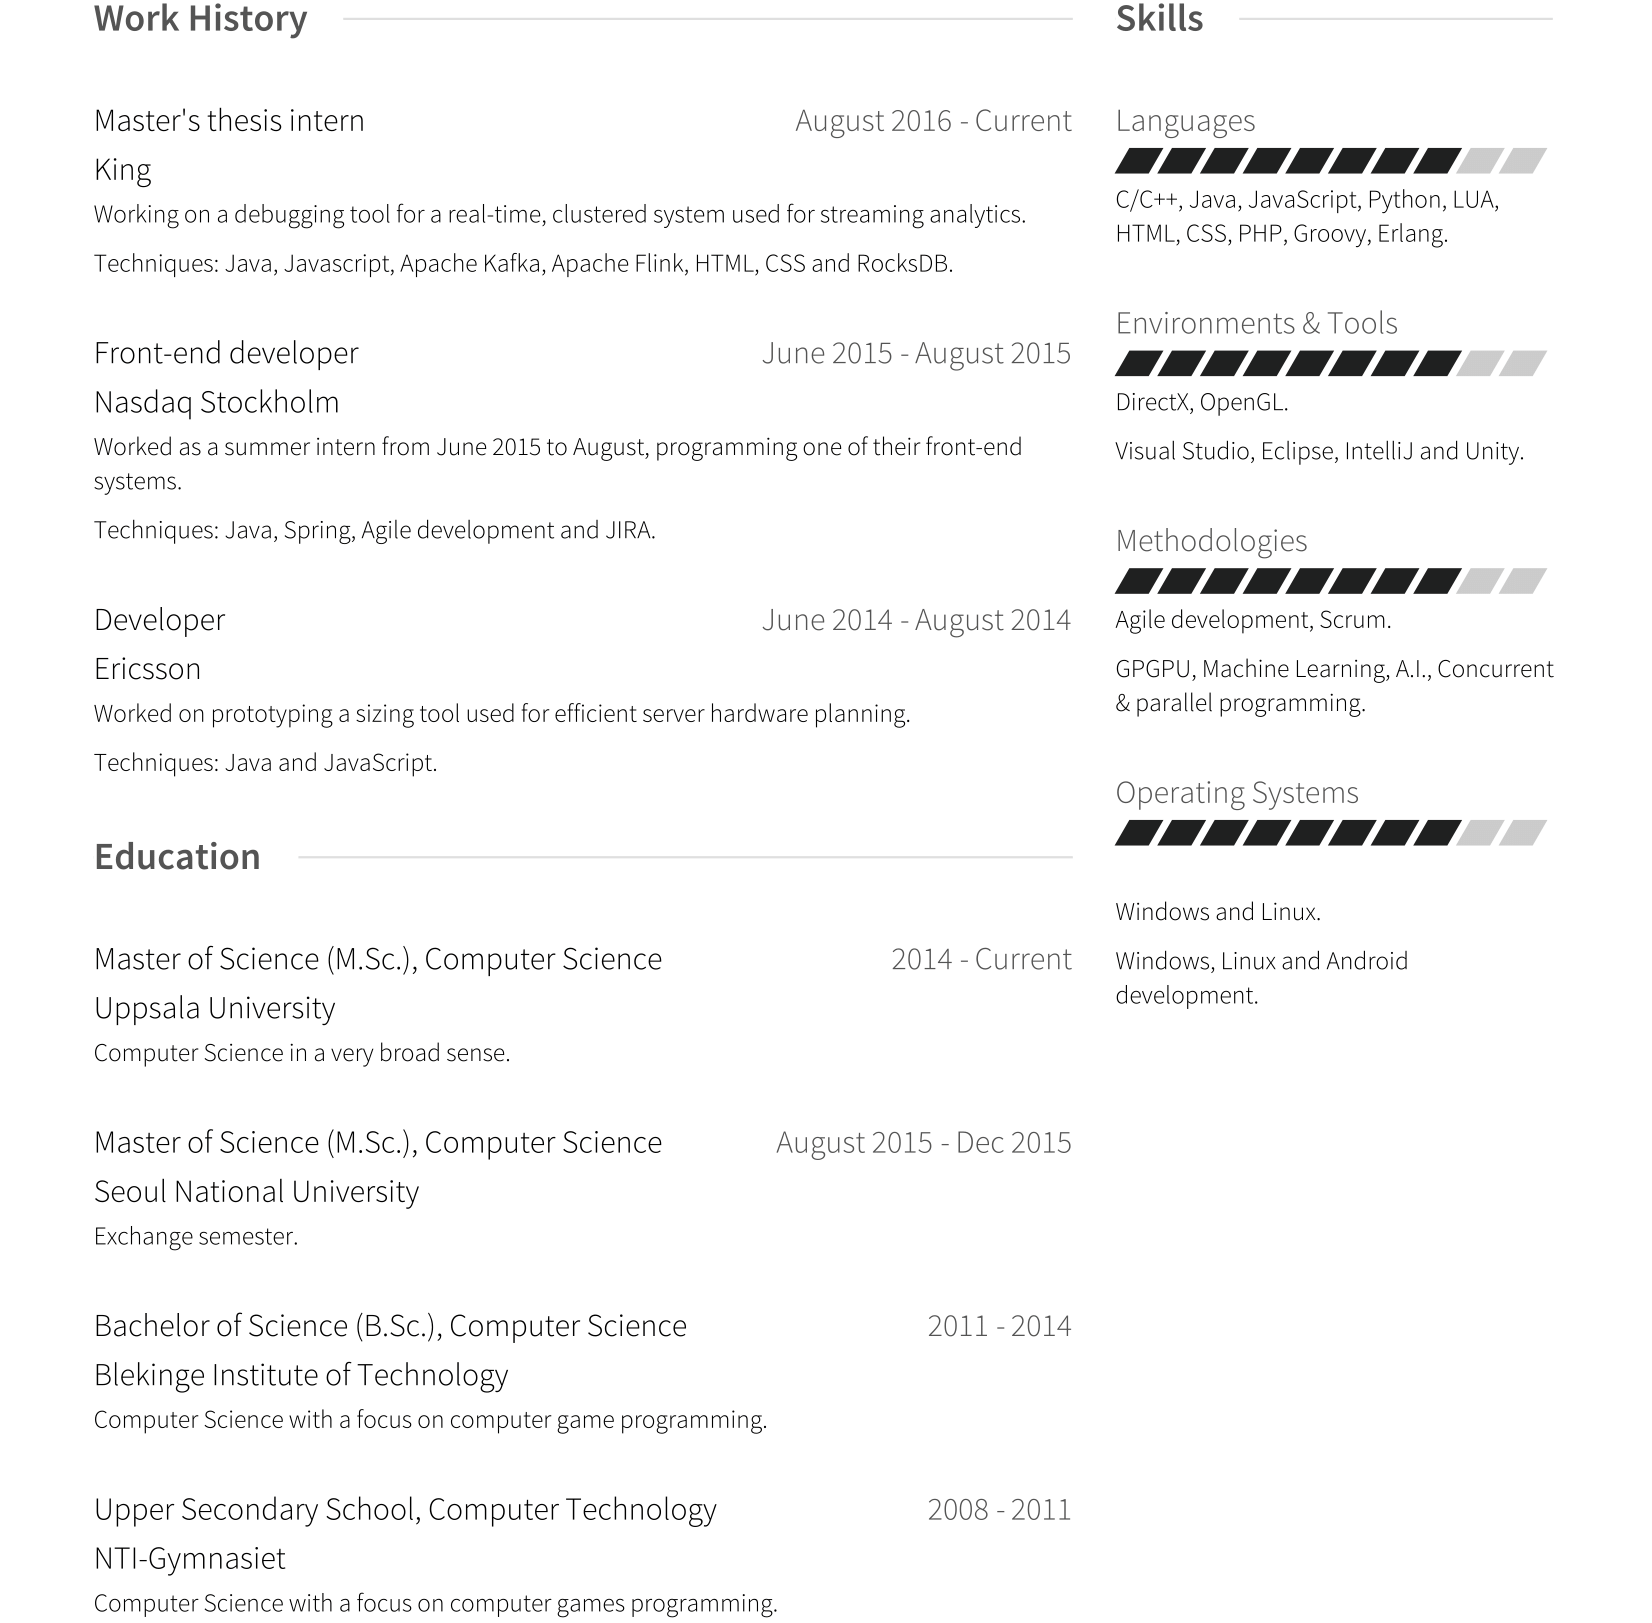 Work History
Master's thesis intern August 2016 - Current
King
Working on a debugging tool for a real-time, clustered system used for streaming analytics.
Techniques: Java, Javascript, Apache Kafka, Apache Flink, HTML, CSS and RocksDB.
Front-end developer June 2015 - August 2015
Nasdaq Stockholm
Worked as a summer intern from June 2015 to August, programming one of their front-end
systems.
Techniques: Java, Spring, Agile development and JIRA.
Developer June 2014 - August 2014
Ericsson
Worked on prototyping a sizing tool used for efficient server hardware planning.
Techniques: Java and JavaScript.
Education
Master of Science (M.Sc.), Computer Science 2014 - Current
Uppsala University
Computer Science in a very broad sense.
Master of Science (M.Sc.), Computer Science August 2015 - Dec 2015
Seoul National University
Exchange semester.
Bachelor of Science (B.Sc.), Computer Science 2011 - 2014
Blekinge Institute of Technology
Computer Science with a focus on computer game programming.
Upper Secondary School, Computer Technology 2008 - 2011
NTI-Gymnasiet
Computer Science with a focus on computer games programming.
Skills
Languages
C/C++, Java, JavaScript, Python, LUA,
HTML, CSS, PHP, Groovy, Erlang.
Environments & Tools
DirectX, OpenGL.
Visual Studio, Eclipse, IntelliJ and Unity.
Methodologies
Agile development, Scrum.
GPGPU, Machine Learning, A.I., Concurrent
& parallel programming.
Operating Systems
Windows and Linux.
Windows, Linux and Android
development.